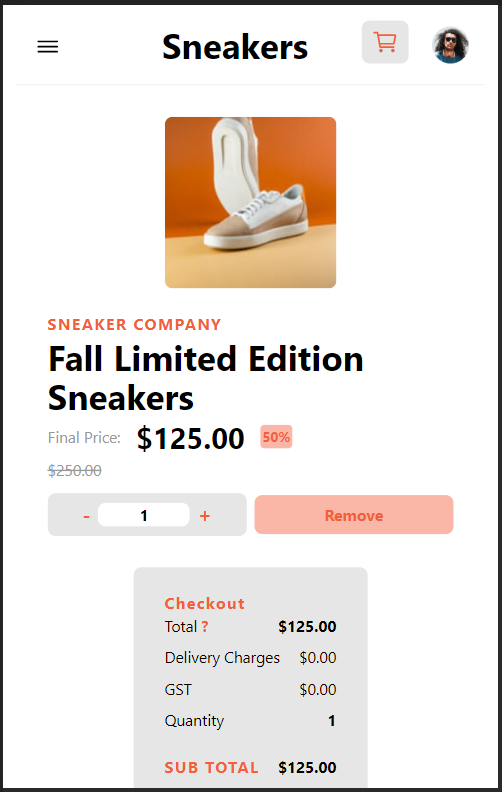 Sneakers
SNEAKER COMPANY
Fall Limited Edition
Sneakers
Final Price: $125.00 50%
$250.00
- 1 + Remove
Checkout
Total ? $125.00
Delivery Charges $0.00
GST $0.00
Quantity 1
SUB TOTAL $125.00